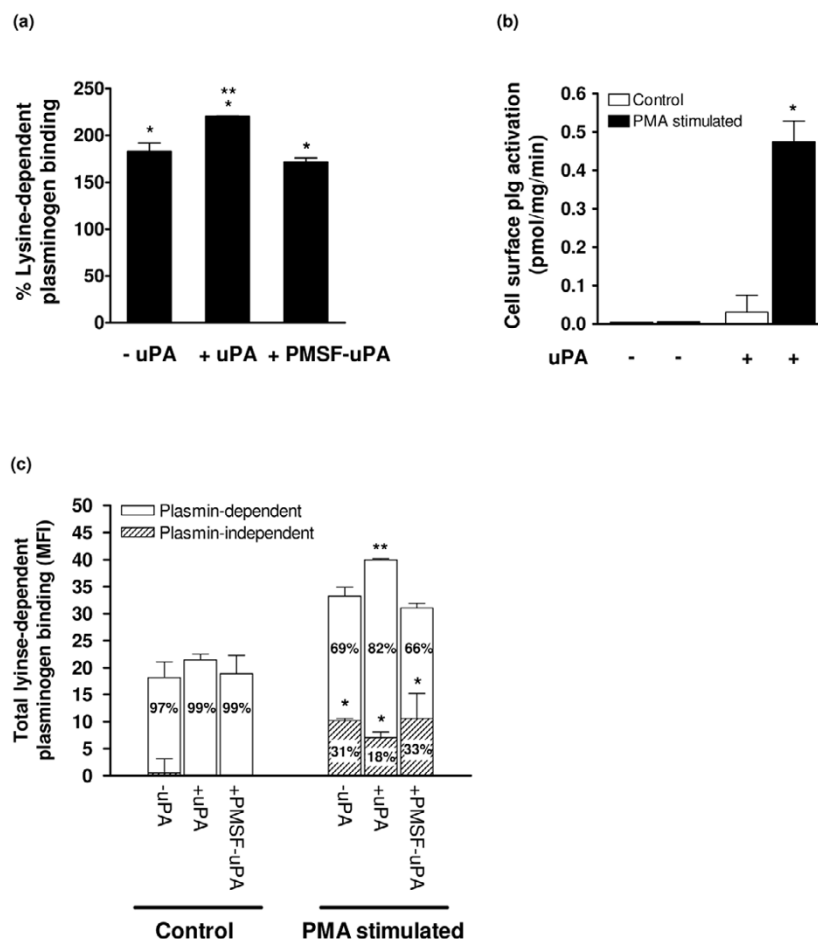 (a)
% Lysine-dependent
plasminogen binding
250
200
150
100
50
0
*
**
*
*
- uPA + uPA + PMSF-uPA
(b)
Cell surface plg activation
(pmol/mg/min)
0.6
0.5
0.4
0.3
0.2
0.1
0.0
Control
PMA stimulated
*
uPA - - + +
(c)
Total lyinse-dependent
plasminogen binding (MFI)
50
45
40
35
30
25
20
15
10
5
0
Plasmin-dependent
Plasmin-independent
97% 99% 99%
**
69% 82% 66%
* * *
31% 18% 33%
-uPA
+uPA
+PMSF-uPA
-uPA
+uPA
+PMSF-uPA
Control PMA stimulated